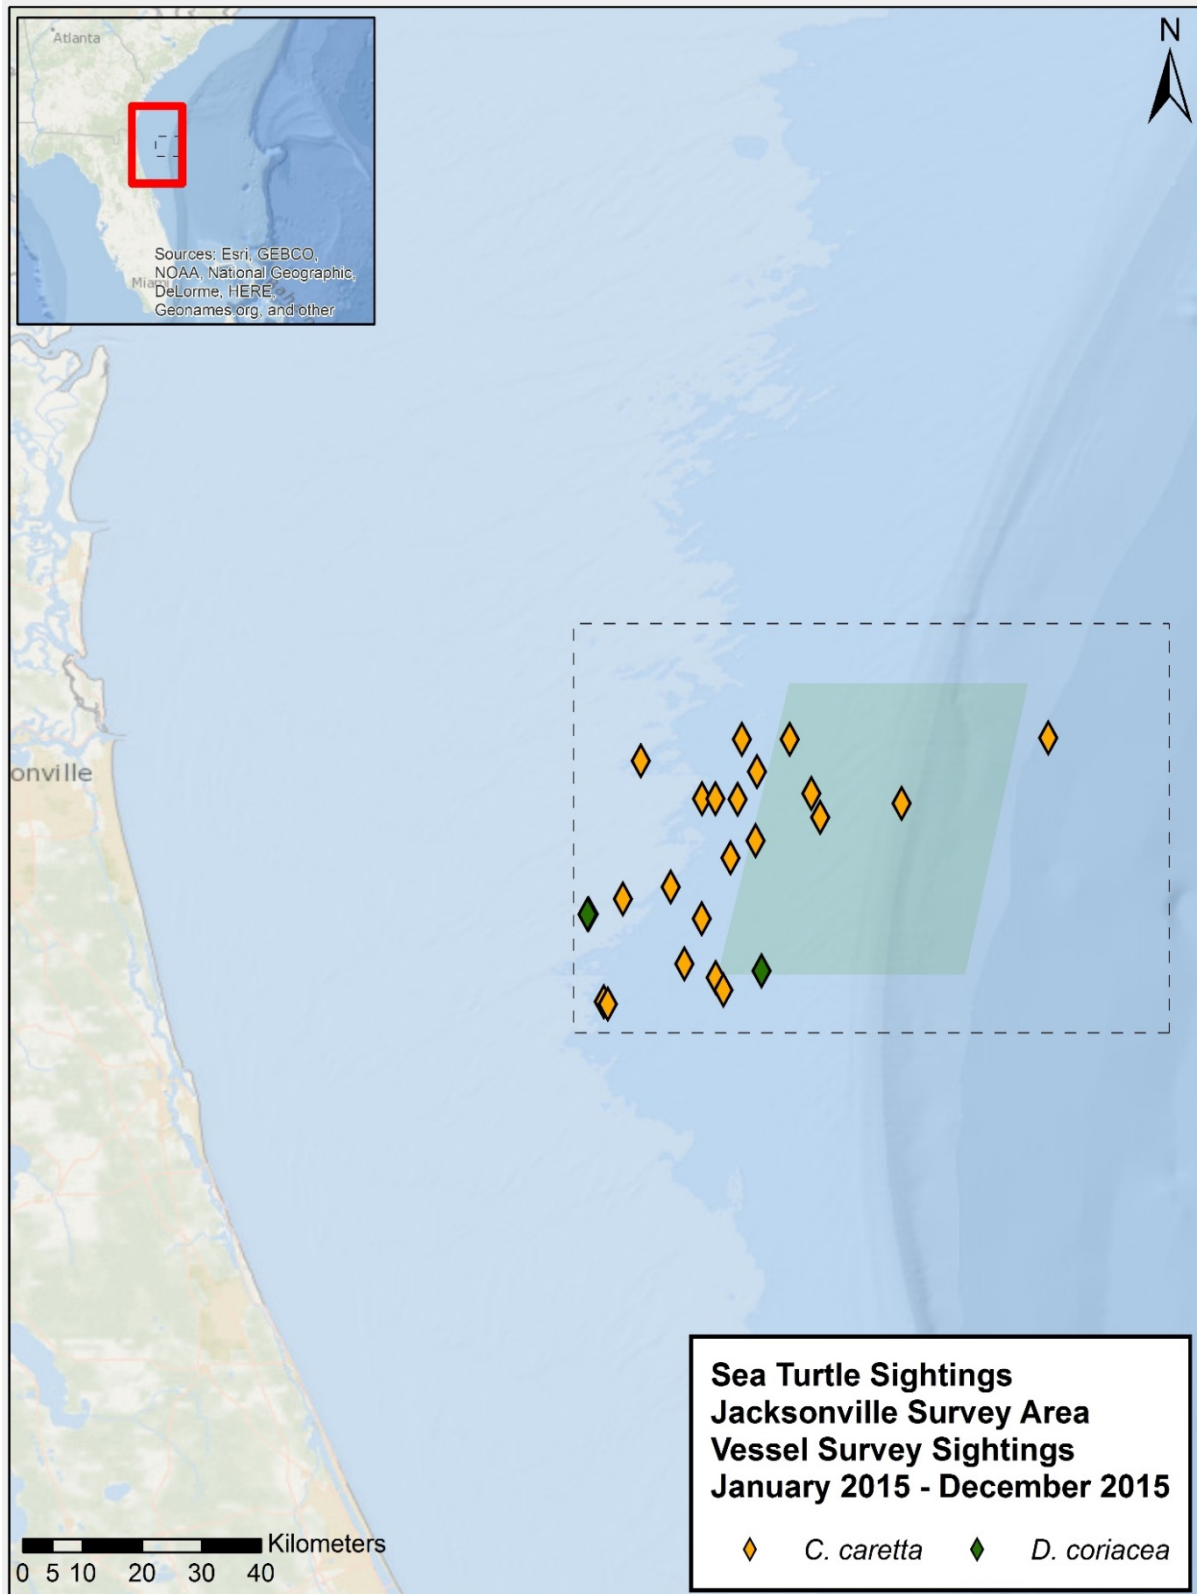 Atlanta
N
Sources: Esri, GEBCO,
NOAA, National Geographic,
Miami
DeLorme, HERE,
Geonames.org, and other
onville
Sea Turtle Sightings
Jacksonville Survey Area
Vessel Survey Sightings
January 2015 - December 2015
C. caretta
D. coriacea
Kilometers
0 5 10 20 30 40